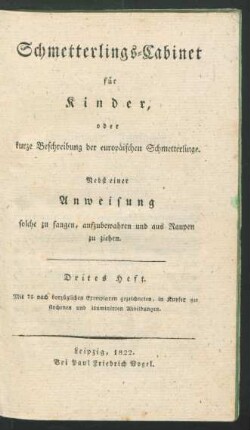 Schmetterlings-Cabinet
für
Kinder,
oder
kurze Beschreibung der europäischen Schmetterlinge.
Nebst einer
Anweisung
solche zu fangen, aufzubewahren und aus Raupen
zu ziehen.
Drittes Heft.
Mit 72 nach vorzüglichen Exemplaren gezeichneten, in Kupfer ge-
stochenen und illuminirten Abbildungen.
Leipzig, 1822.
Bei Paul Friedrich Vogel.